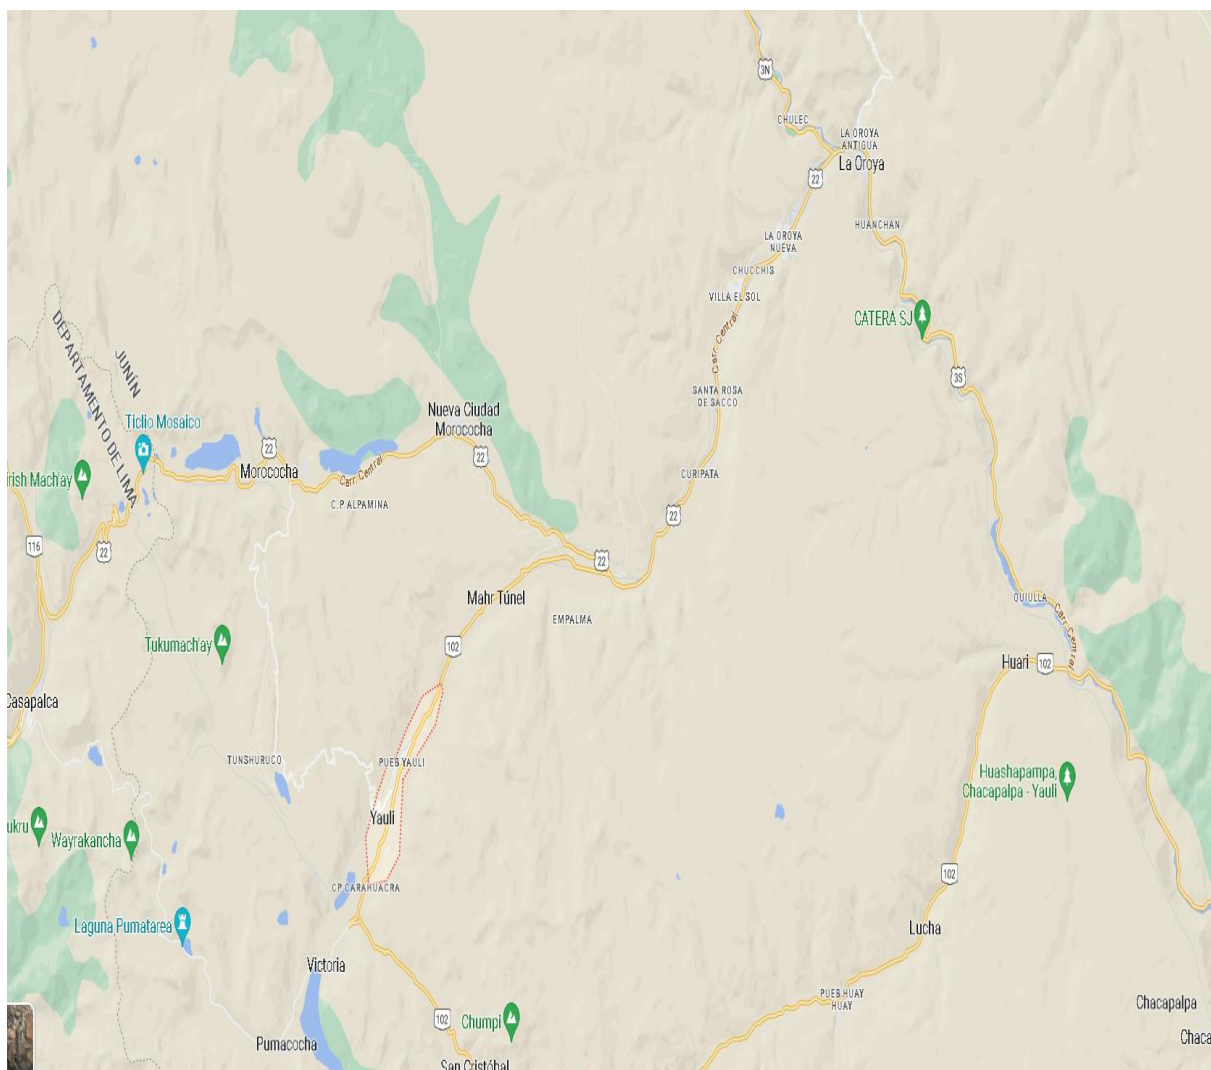 3N
CHULEC
LA OROYA
ANTIGUA
La Oroya
22
HUANCHAN
LA OROYA
NUEVA
CHUCCHIS
VILLA EL SOL
CATERA SJ
Carr. Central
JUNÍN
DEPARTAMENTO DE LIMA
3S
SANTA ROSA
DE SACCO
Ticlio Mosaico
Nueva Ciudad
Morococha
22
Morococha
22
Carr. Central
irish Mach'ay
CURIPATA
C.P ALPAMINA
22
116
22
22
Mahr Túnel
QUIULLA
Carr. Central
EMPALMA
Tukumach'ay
102
Huari
102
Casapalca
TUNSHURUCO
PUEB YAULI
Huashapampa,
Chacapalpa - Yauli
Yauli
ukru
Wayrakancha
102
CP CARAHUACRA
Laguna Pumatarea
Lucha
Victoria
PUEB HUAY
HUAY
Chacapalpa
102
Chumpi
Pumacocha
Chaca
San Cristóbal